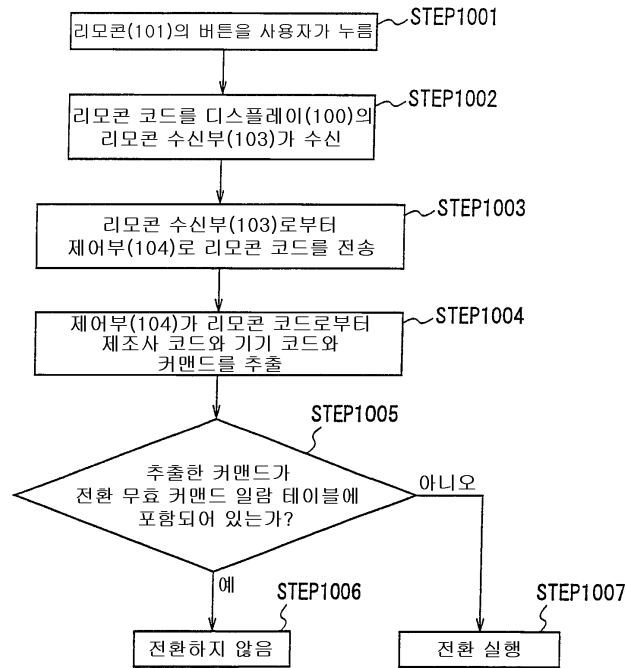 리모콘(101)의 버튼을 사용자가 누름
STEP1001
리모콘 코드를 디스플레이(100)의
리모콘 수신부(103)가 수신
STEP1002
리모콘 수신부(103)로부터
제어부(104)로 리모콘 코드를 전송
STEP1003
제어부(104)가 리모콘 코드로부터
제조사 코드와 기기 코드와
커맨드를 추출
STEP1004
STEP1005
추출한 커맨드가
전환 무효 커맨드 일람 테이블에
포함되어 있는가?
아니오
예
STEP1006
전환하지 않음
STEP1007
전환 실행